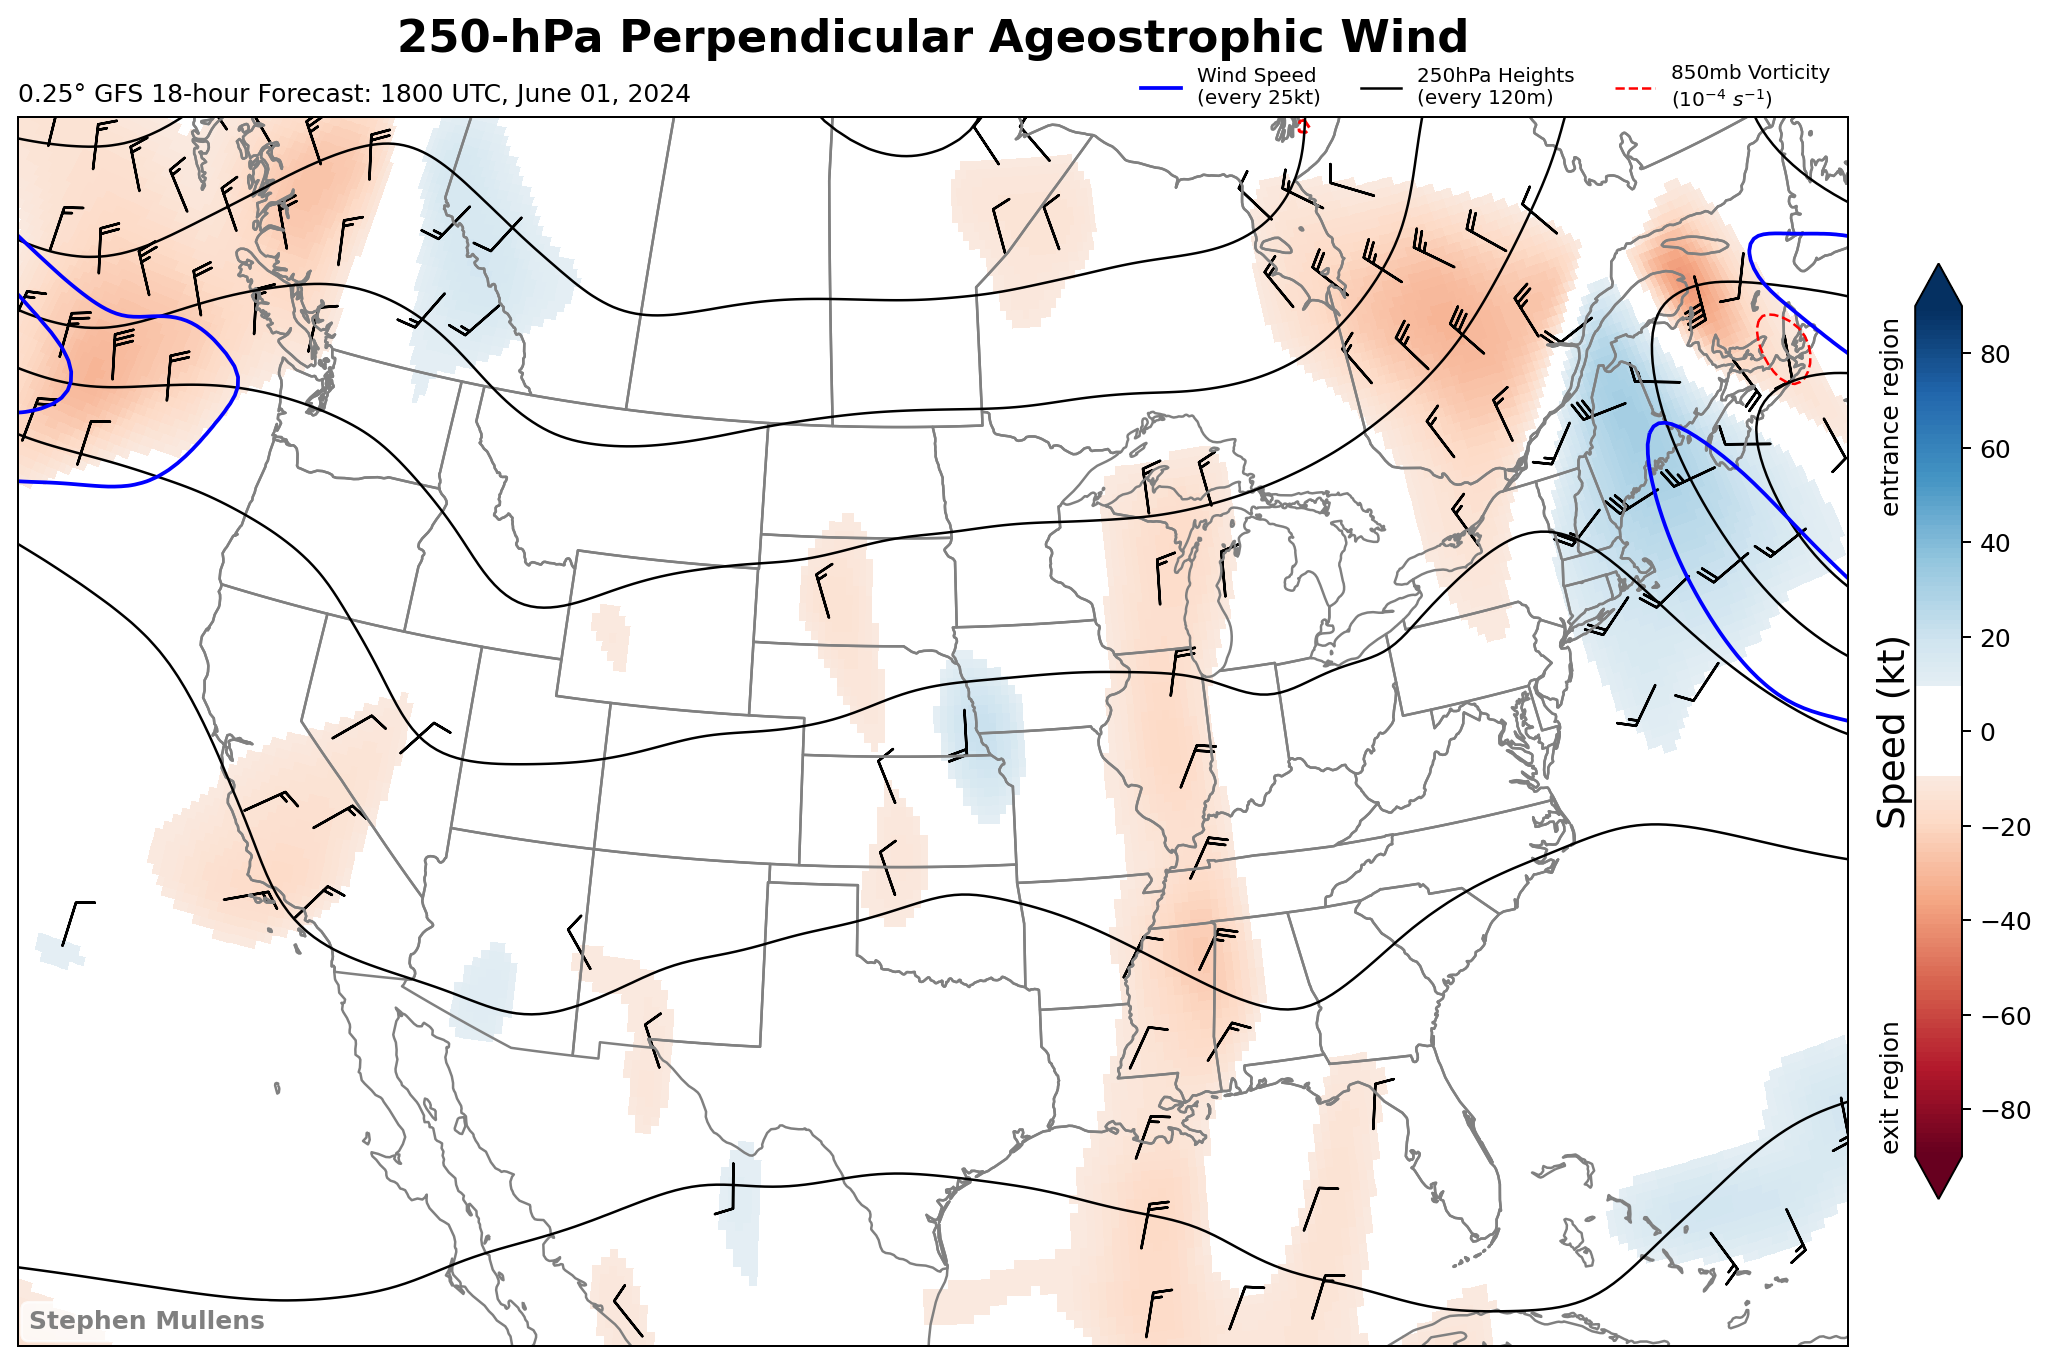 250-hPa Perpendicular Ageostrophic Wind
0.25° GFS 18-hour Forecast: 1800 UTC, June 01, 2024
Wind Speed
(every 25kt)
250hPa Heights
(every 120m)
850mb Vorticity
(10⁻⁴ s⁻¹)
entrance region
Speed (kt)
exit region
80
60
40
20
0
−20
−40
−60
−80
Stephen Mullens